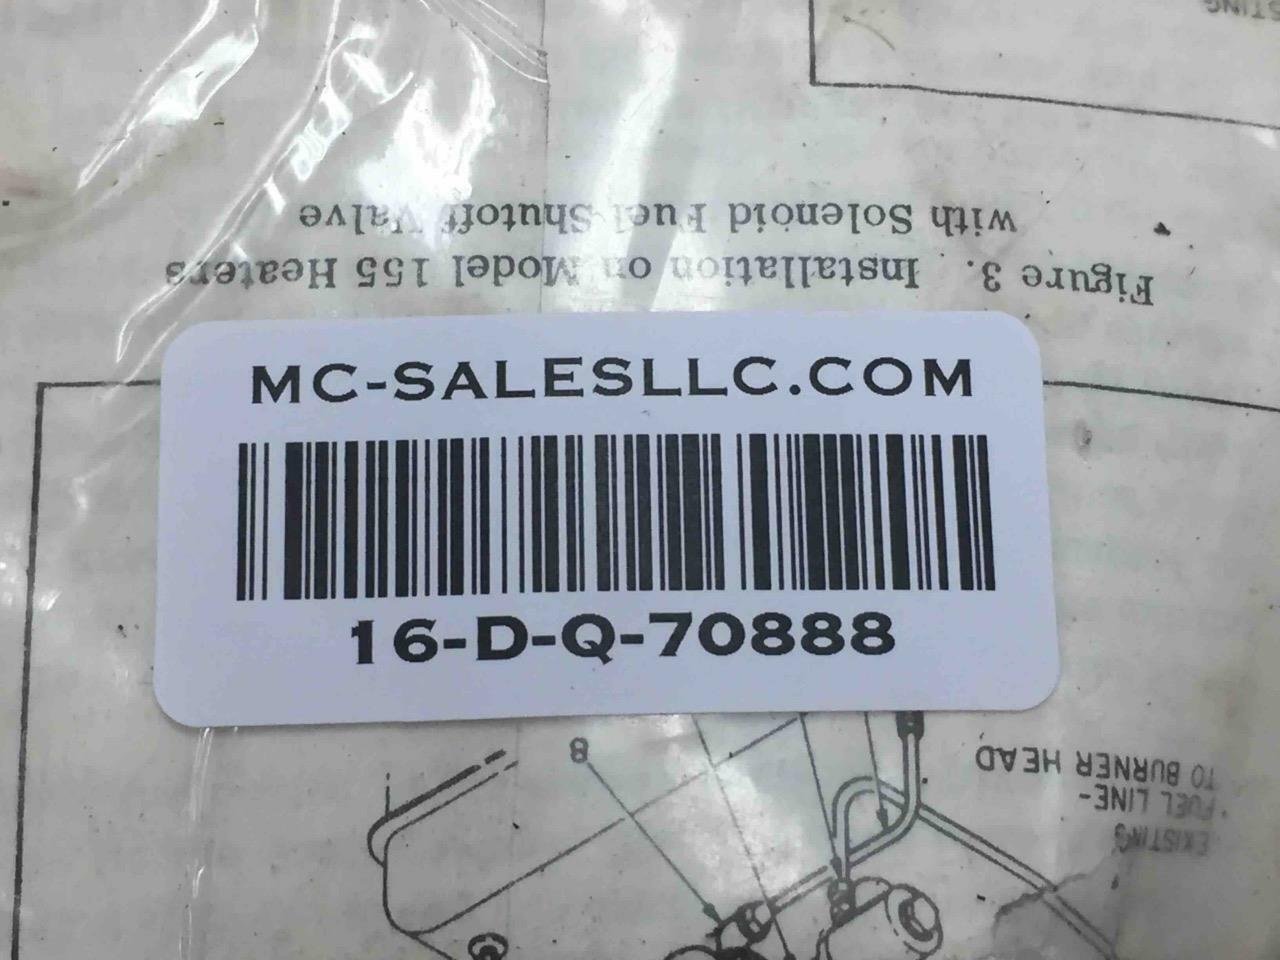 MC-SALESLLC.COM
16-D-Q-70888
Figure 3. Installation on Model 155 Heaters
with Solenoid Fuel Shutoff Valve
EXISTING
FUEL LINE-
TO BURNER HEAD
8